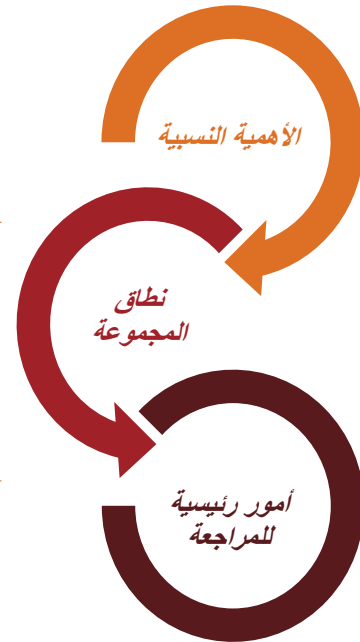 الأهمية النسبية
نطاق
المجموعة
أمور رئيسية
للمراجعة